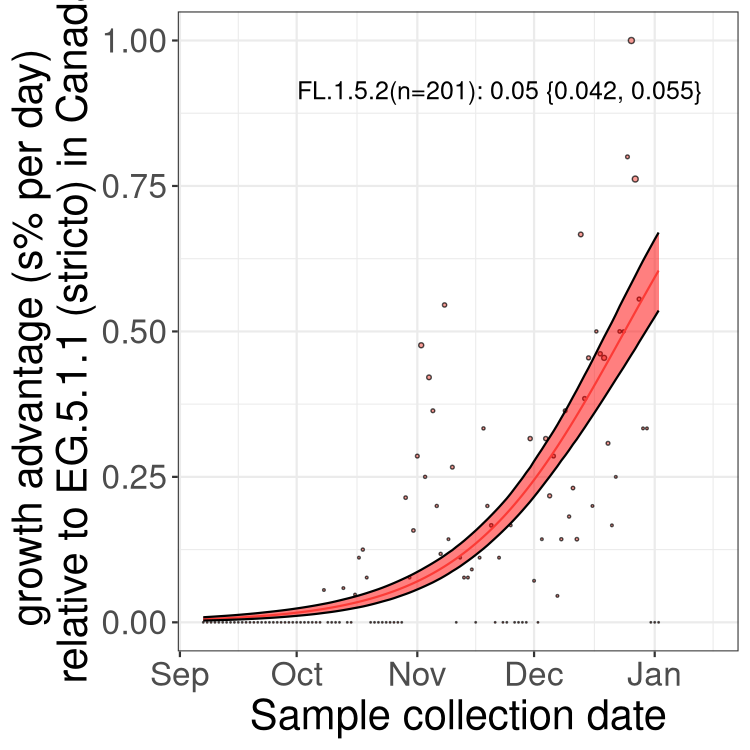 growth advantage (s% per day)
relative to EG.5.1.1 (stricto) in Canada
1.00
0.75
0.50
0.25
0.00
FL.1.5.2(n=201): 0.05 {0.042, 0.055}
Sep Oct Nov Dec Jan
Sample collection date